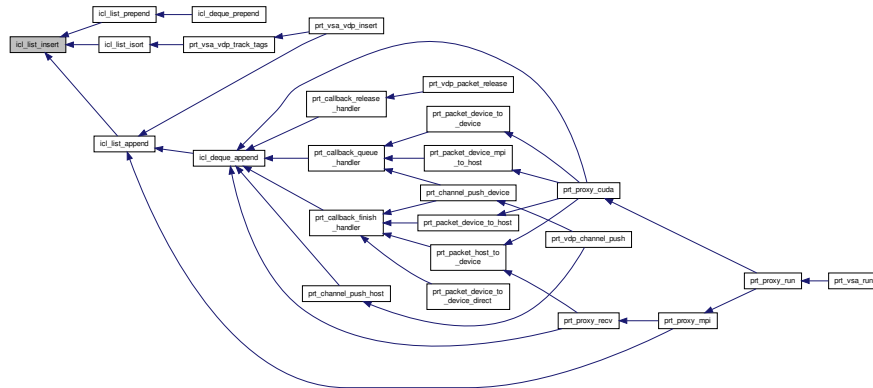 icl_list_prepend
icl_deque_prepend
icl_list_insert
icl_list_isort
prt_vsa_vdp_track_tags
prt_vsa_vdp_insert
icl_list_append
icl_deque_append
prt_callback_release
_handler
prt_vdp_packet_release
prt_callback_queue
_handler
prt_packet_device_to
_device
prt_packet_device_mpi
_to_host
prt_channel_push_device
prt_callback_finish
_handler
prt_packet_device_to_host
prt_packet_host_to
_device
prt_packet_device_to
_device_direct
prt_channel_push_host
prt_proxy_cuda
prt_vdp_channel_push
prt_proxy_recv
prt_proxy_mpi
prt_proxy_run
prt_vsa_run